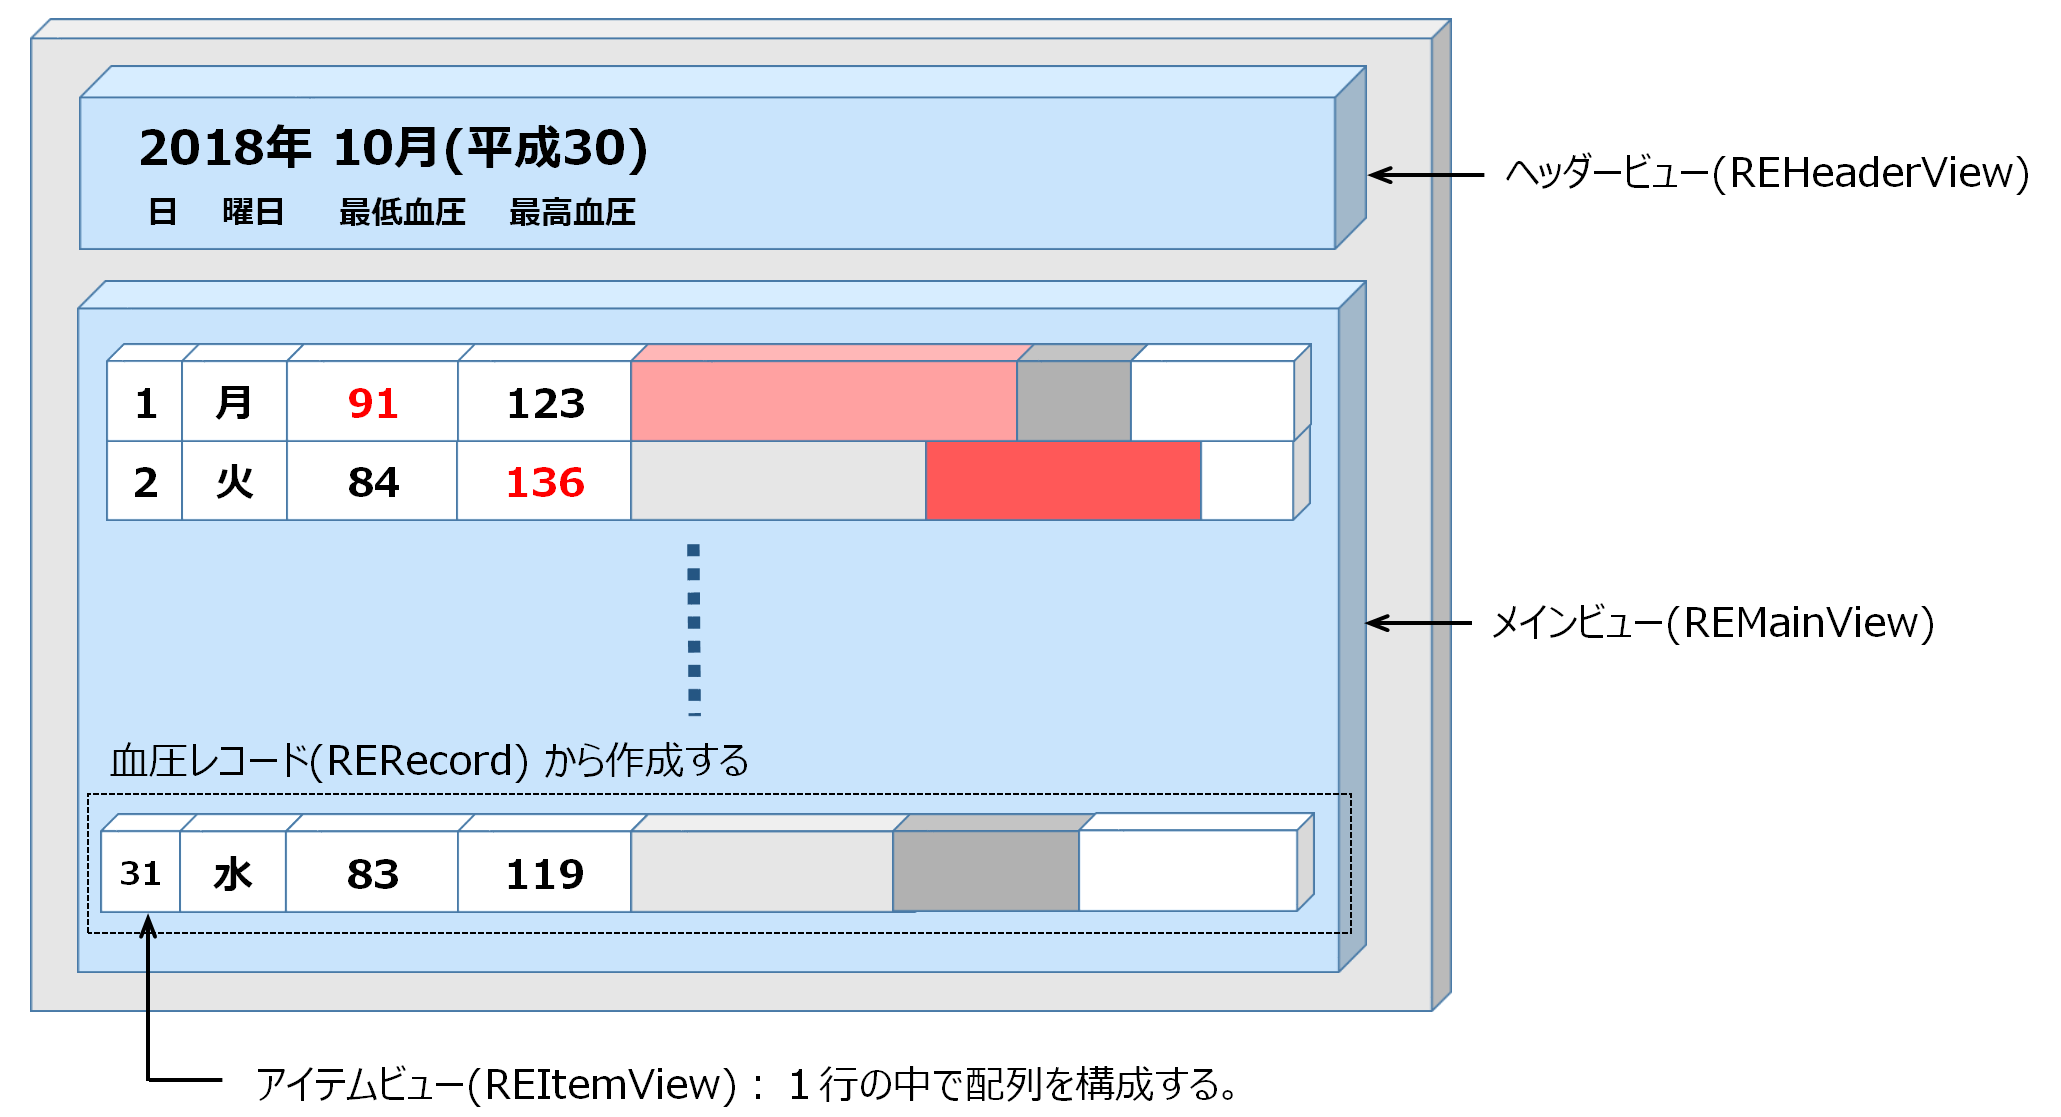 2018年 10月(平成30)
日 曜日 最低血圧 最高血圧
ヘッダービュー(REHeaderView)
1 月 91 123
2 火 84 136
メインビュー(REMainView)
血圧レコード(RERecord) から作成する
31 水 83 119
アイテムビュー(REItemView)：１行の中で配列を構成する。